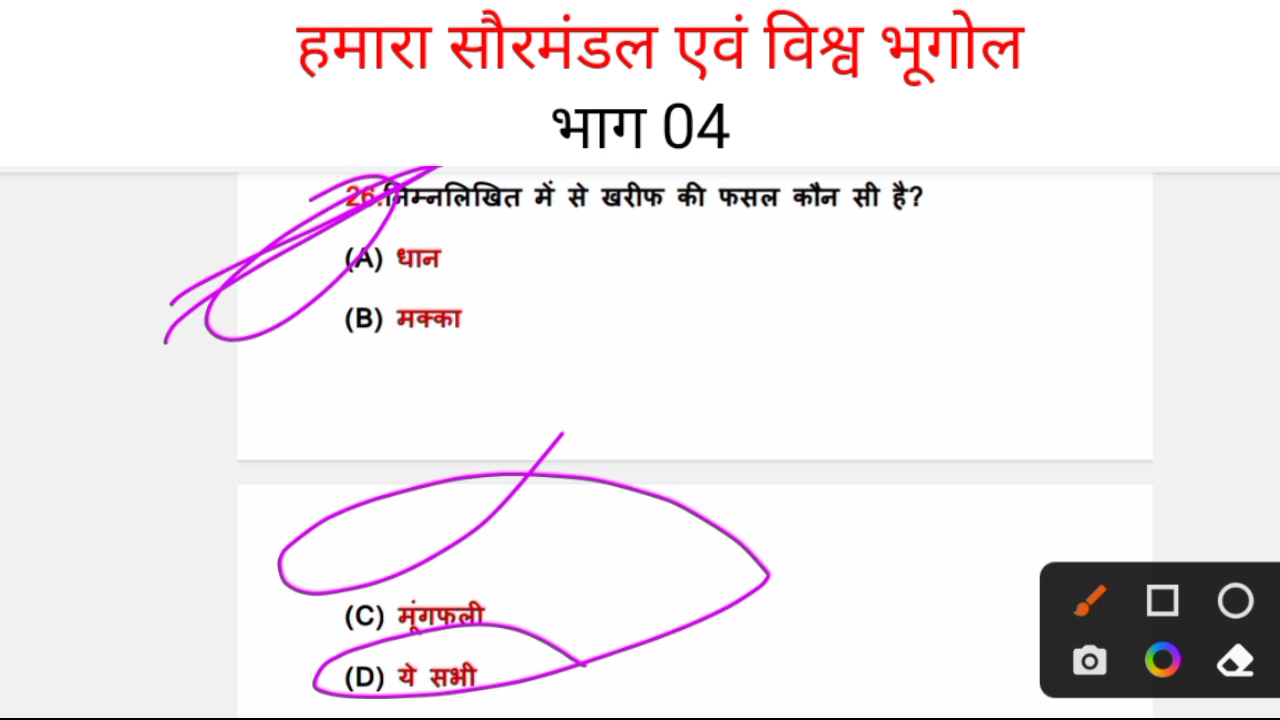 हमारा सौरमंडल एवं विश्व भूगोल
भाग 04
26.निम्नलिखित में से खरीफ की फसल कौन सी है?
(A) धान
(B) मक्का
(C) मूंगफली
(D) ये सभी